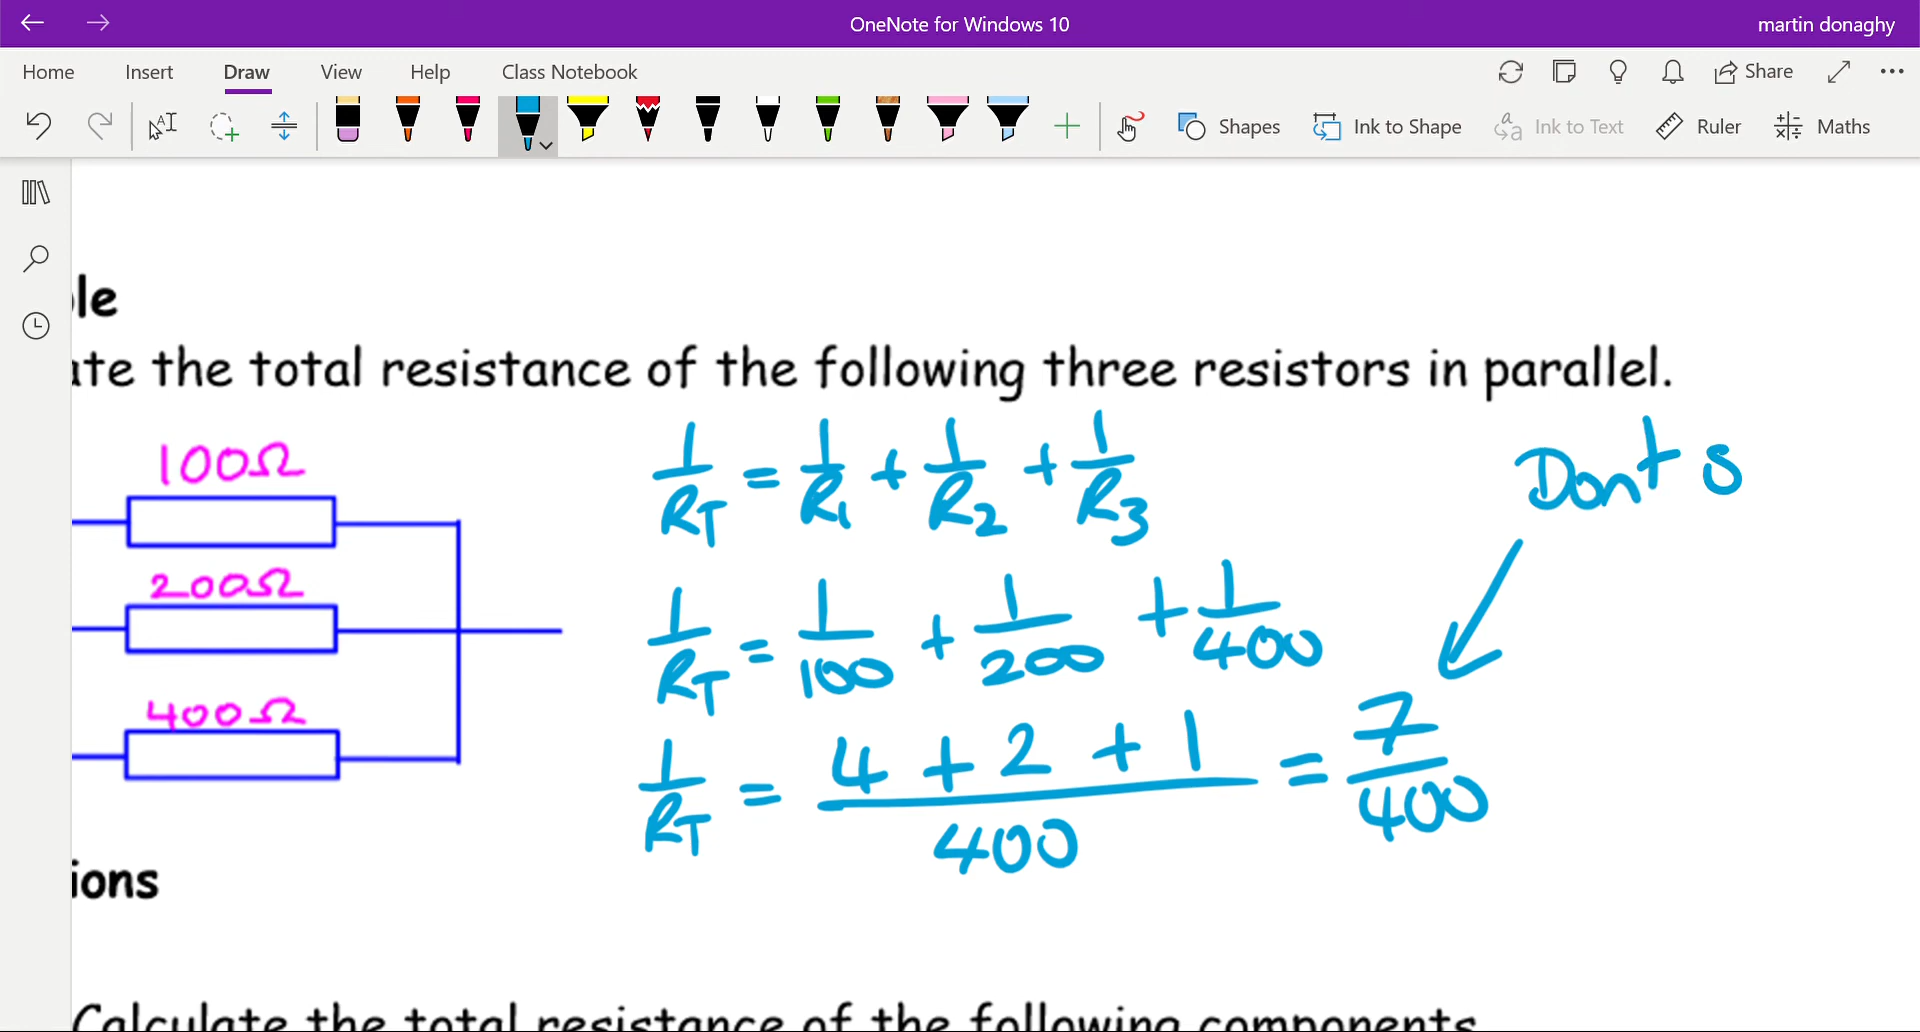 OneNote for Windows 10
martin donaghy
Home Insert Draw View Help Class Notebook Share
Shapes Ink to Shape Ink to Text Ruler Maths
le
ate the total resistance of the following three resistors in parallel.
100Ω
200Ω
400Ω
1/RT = 1/R1 + 1/R2 + 1/R3
1/RT = 1/100 + 1/200 + 1/400
1/RT = 4 + 2 + 1/400 = 7/400
Dont s
ions
Calculate the total resistance of the following components